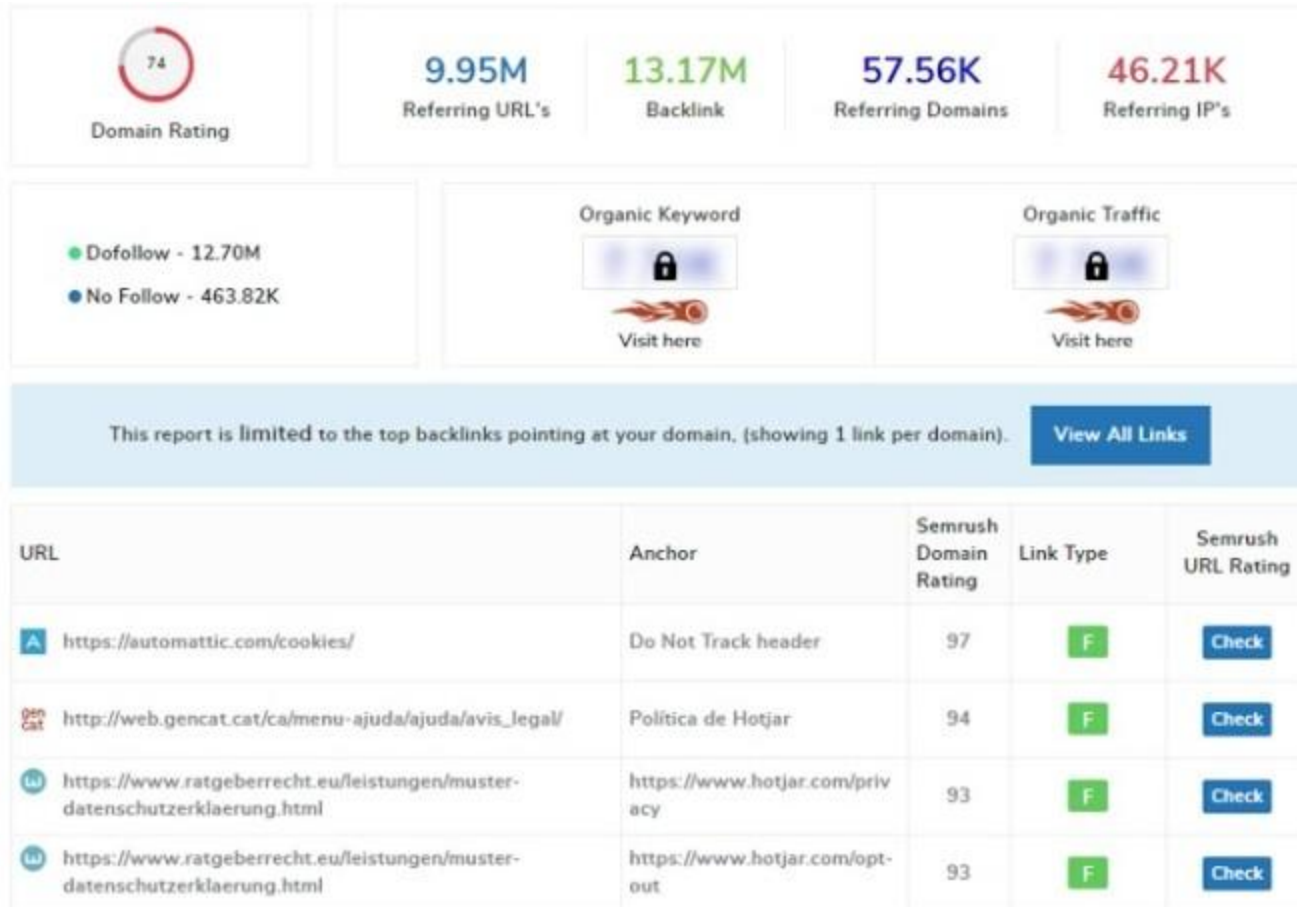 74
Domain Rating
9.95M
Referring URL's
13.17M
Backlink
57.56K
Referring Domains
46.21K
Referring IP's
Dofollow - 12.70M
No Follow - 463.82K
Organic Keyword
Visit here
Organic Traffic
Visit here
This report is limited to the top backlinks pointing at your domain, (showing 1 link per domain).
View All Links
URL
Anchor
Semrush
Domain
Rating
Link Type
Semrush
URL Rating
A
https://automattic.com/cookies/
Do Not Track header
97
F
Check
gen
cat
http://web.gencat.cat/ca/menu-ajuda/ajuda/avis_legal/
Política de Hotjar
94
F
Check
https://www.ratgeberrecht.eu/leistungen/muster-
datenschutzerklaerung.html
https://www.hotjar.com/priv
acy
93
F
Check
https://www.ratgeberrecht.eu/leistungen/muster-
datenschutzerklaerung.html
https://www.hotjar.com/opt-
out
93
F
Check